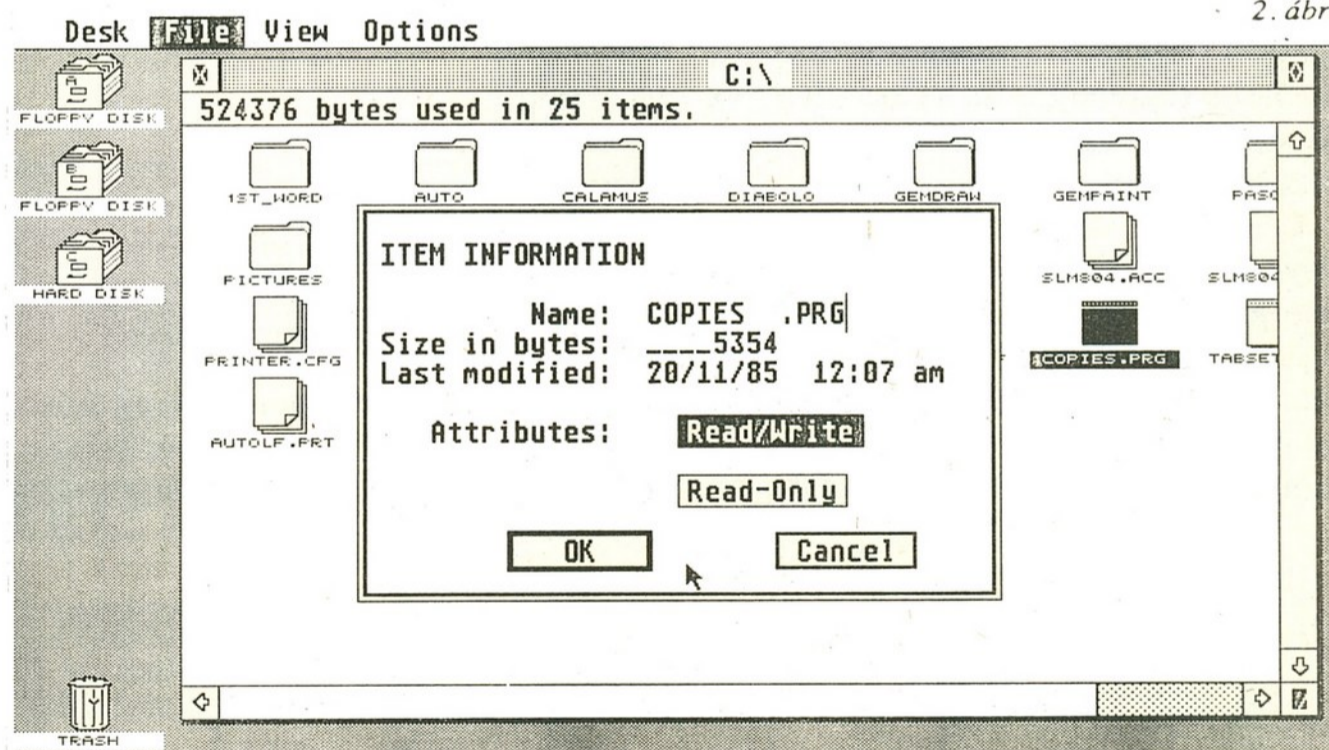 2. ábr
Desk File View Options
C:\
524376 bytes used in 25 items.
FLOPPY DISK
FLOPPY DISK
HARD DISK
TRASH
1ST_WORD AUTO CALAMUS DIABOLO GEMDRAW GEMPAINT PASC
PICTURES SLM804.ACC SLM804
PRINTER.CFG COPIES.PRG TABSET
AUTOLF.PRT
ITEM INFORMATION
Name: COPIES .PRG
Size in bytes: ____5354
Last modified: 20/11/85 12:07 am
Attributes: Read/Write
Read-Only
OK Cancel